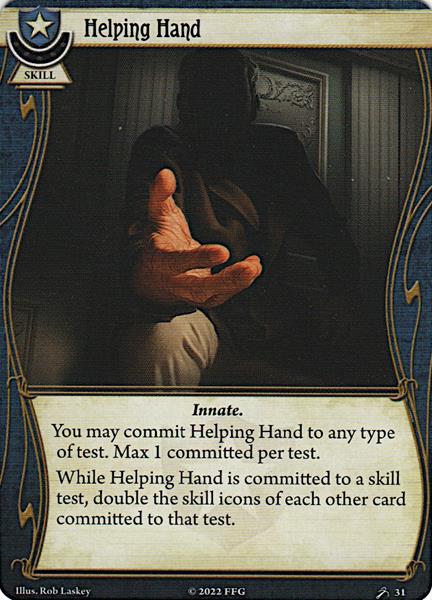 Helping Hand
SKILL
Innate.
You may commit Helping Hand to any type
of test. Max 1 committed per test.
While Helping Hand is committed to a skill
test, double the skill icons of each other card
committed to that test.
Illus. Rob Laskey © 2022 FFG 31